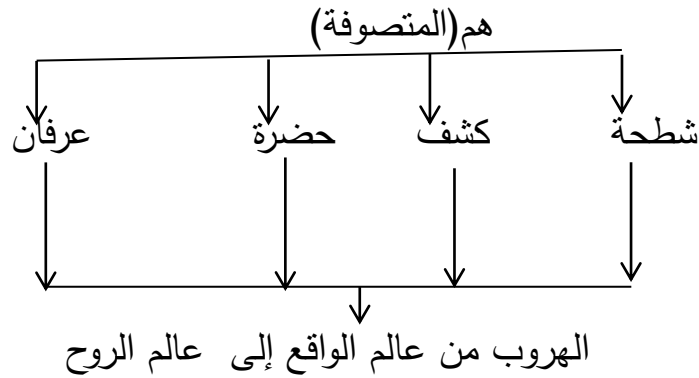 هم(المتصوفة)
شطحة كشف حضرة عرفان
الهروب من عالم الواقع إلى عالم الروح